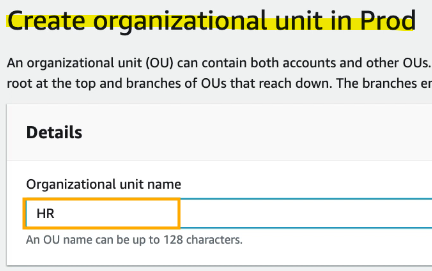 Create organizational unit in Prod
An organizational unit (OU) can contain both accounts and other OUs.
root at the top and branches of OUs that reach down. The branches
Details
Organizational unit name
HR
An OU name can be up to 128 characters.